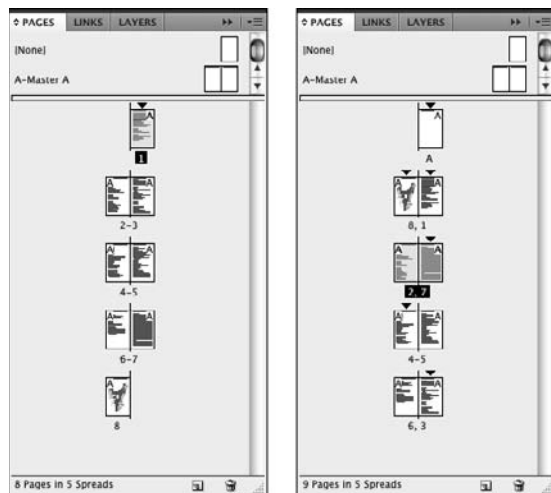 PAGES LINKS LAYERS
[None]
A-Master A
A
1
A A
2-3
A A
4-5
A A
6-7
A
8
8 Pages in 5 Spreads
PAGES LINKS LAYERS
[None]
A-Master A
A
A
A A
8, 1
A A
2, 7
A A
4-5
A A
6, 3
9 Pages in 5 Spreads